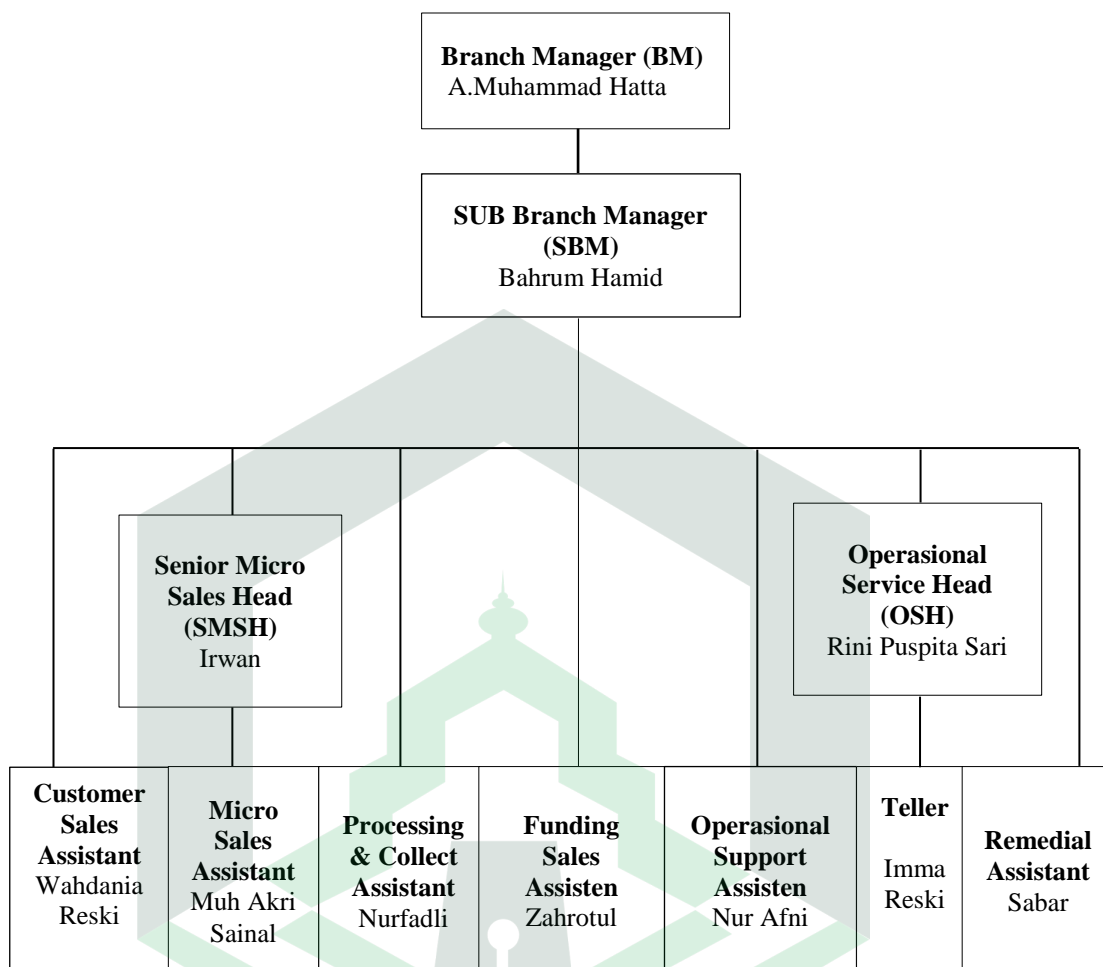 Branch Manager (BM)
A.Muhammad Hatta
SUB Branch Manager
(SBM)
Bahrum Hamid
Senior Micro
Sales Head
(SMSH)
Irwan
Operasional
Service Head
(OSH)
Rini Puspita Sari
Customer
Sales
Assistant
Wahdania
Reski
Micro
Sales
Assistant
Muh Akri
Sainal
Processing
& Collect
Assistant
Nurfadli
Funding
Sales
Assisten
Zahrotul
Operasional
Support
Assisten
Nur Afni
Teller
Imma
Reski
Remedial
Assistant
Sabar